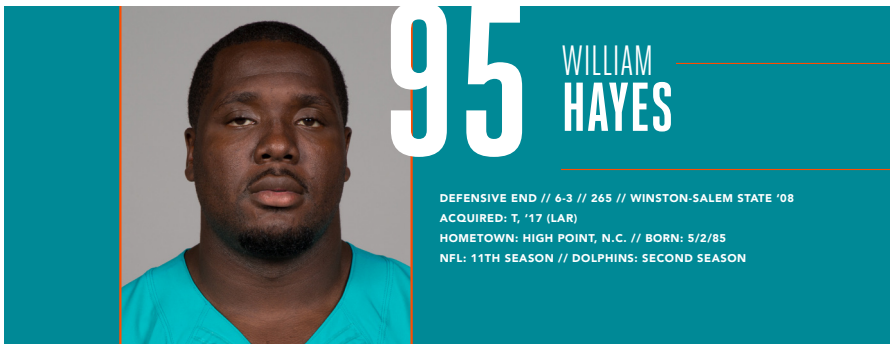 95
WILLIAM
HAYES
DEFENSIVE END // 6-3 // 265 // WINSTON-SALEM STATE ’08
ACQUIRED: T, ’17 (LAR)
HOMETOWN: HIGH POINT, N.C. // BORN: 5/2/85
NFL: 11TH SEASON // DOLPHINS: SECOND SEASON